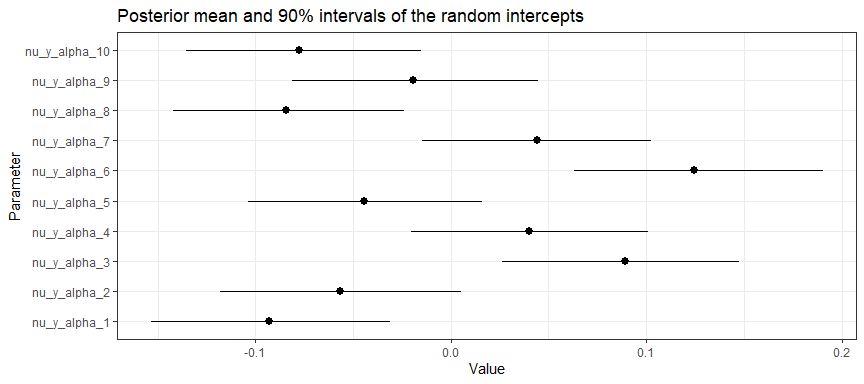 Posterior mean and 90% intervals of the random intercepts
Parameter
nu_y_alpha_10
nu_y_alpha_9
nu_y_alpha_8
nu_y_alpha_7
nu_y_alpha_6
nu_y_alpha_5
nu_y_alpha_4
nu_y_alpha_3
nu_y_alpha_2
nu_y_alpha_1
-0.1 0.0 0.1 0.2
Value